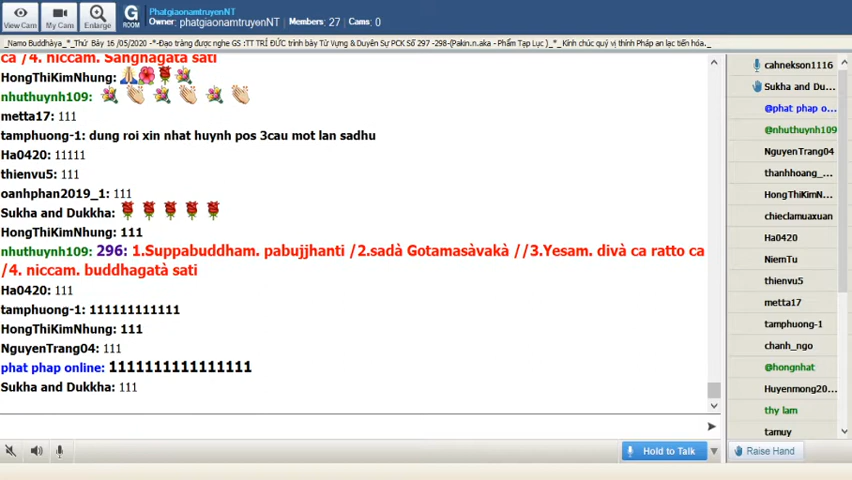 View Cam
My Cam
Enlarge
G ROOM
PhatgiaonamtruyenNT
Owner: phatgiaonamtruyenNT Members: 27 Cams: 0
_Namo Buddhàya_*_Thứ Bảy 16 /05/2020 -*-Đạo tràng được nghe GS :TT TRÍ ĐỨC trình bày Từ Vựng & Duyên Sự PCK Số 297 -298-(Pakin.n.aka - Phẩm Tạp Lục )_*_Kính chúc quý vị thính Pháp an lạc tiến hóa._
ca /4. niccam. Sanghagatà sati
HongThiKimNhung:
nhuthuynh109:
metta17: 111
tamphuong-1: dung roi xin nhat huynh pos 3cau mot lan sadhu
Ha0420: 11111
thienvu5: 111
oanhphan2019_1: 111
Sukha and Dukkha:
HongThiKimNhung: 111
nhuthuynh109: 296: 1.Suppabuddham. pabujjhanti /2.sadà Gotamasàvakà //3.Yesam. divà ca ratto ca
/4. niccam. buddhagatà sati
Ha0420: 111
tamphuong-1: 111111111111
HongThiKimNhung: 111
NguyenTrang04: 111
phat phap online: 11111111111111111
Sukha and Dukkha: 111
cahnekson1116
Sukha and Du...
@phat phap o...
@nhuthuynh109
NguyenTrang04
thanhhoang_...
HongThiKimN...
chieclamuaxuan
Ha0420
NiemTu
thienvu5
metta17
tamphuong-1
chanh_ngo
@hongnhat
Huyenmong20...
thy lam
tamuy
Hold to Talk
Raise Hand